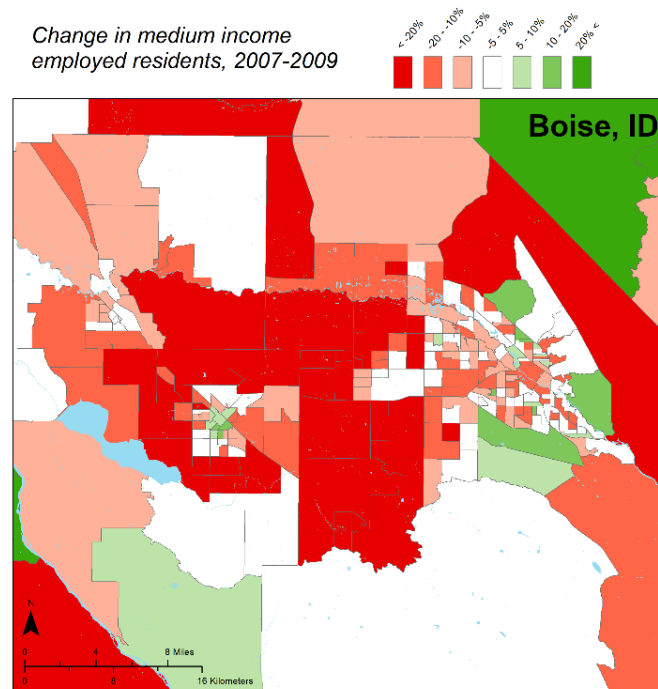 Change in medium income
employed residents, 2007-2009
< -20%
-20 - -10%
-10 - -5%
-5 - 5%
5 - 10%
10 - 20%
20% <
Boise, ID
N
0 4 8 Miles
0 8 16 Kilometers